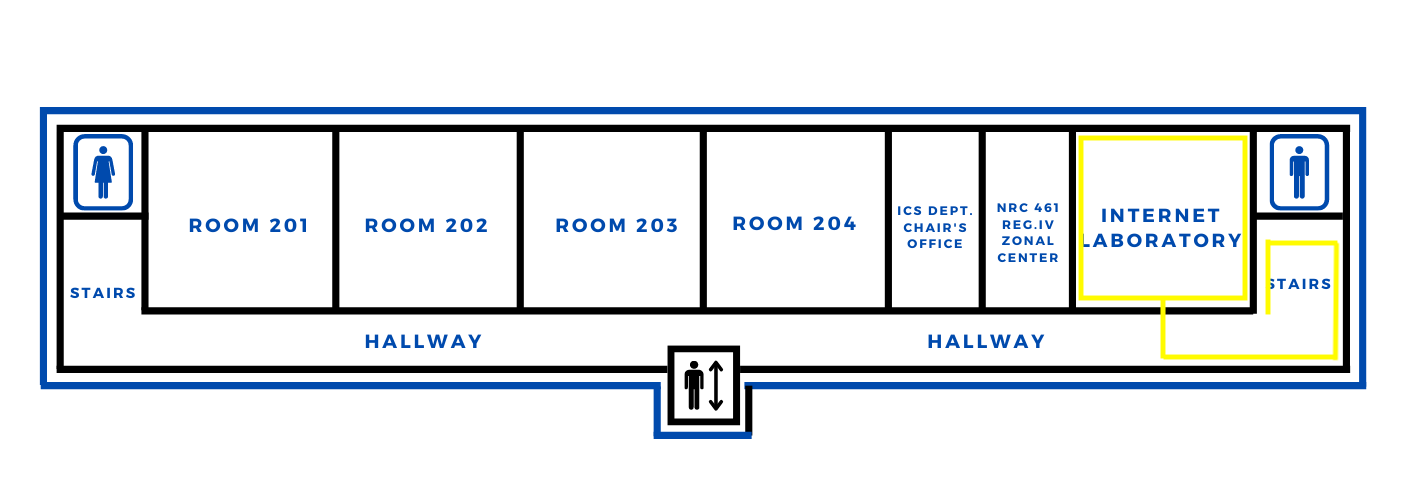 ROOM 201
ROOM 202
ROOM 203
ROOM 204
ICS DEPT.
CHAIR'S
OFFICE
NRC 461
REG.IV
ZONAL
CENTER
INTERNET
LABORATORY
STAIRS
STAIRS
HALLWAY
HALLWAY